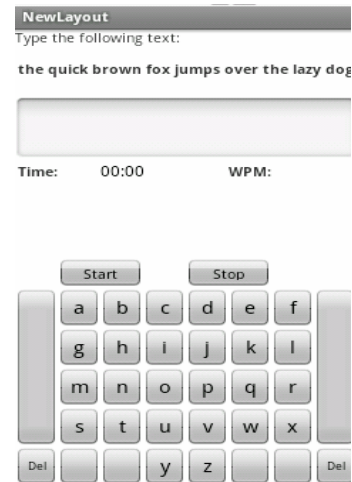 NewLayout
Type the following text:
the quick brown fox jumps over the lazy dog
Time: 00:00 WPM:
Start Stop
a b c d e f
g h i j k l
m n o p q r
s t u v w x
Del y z Del